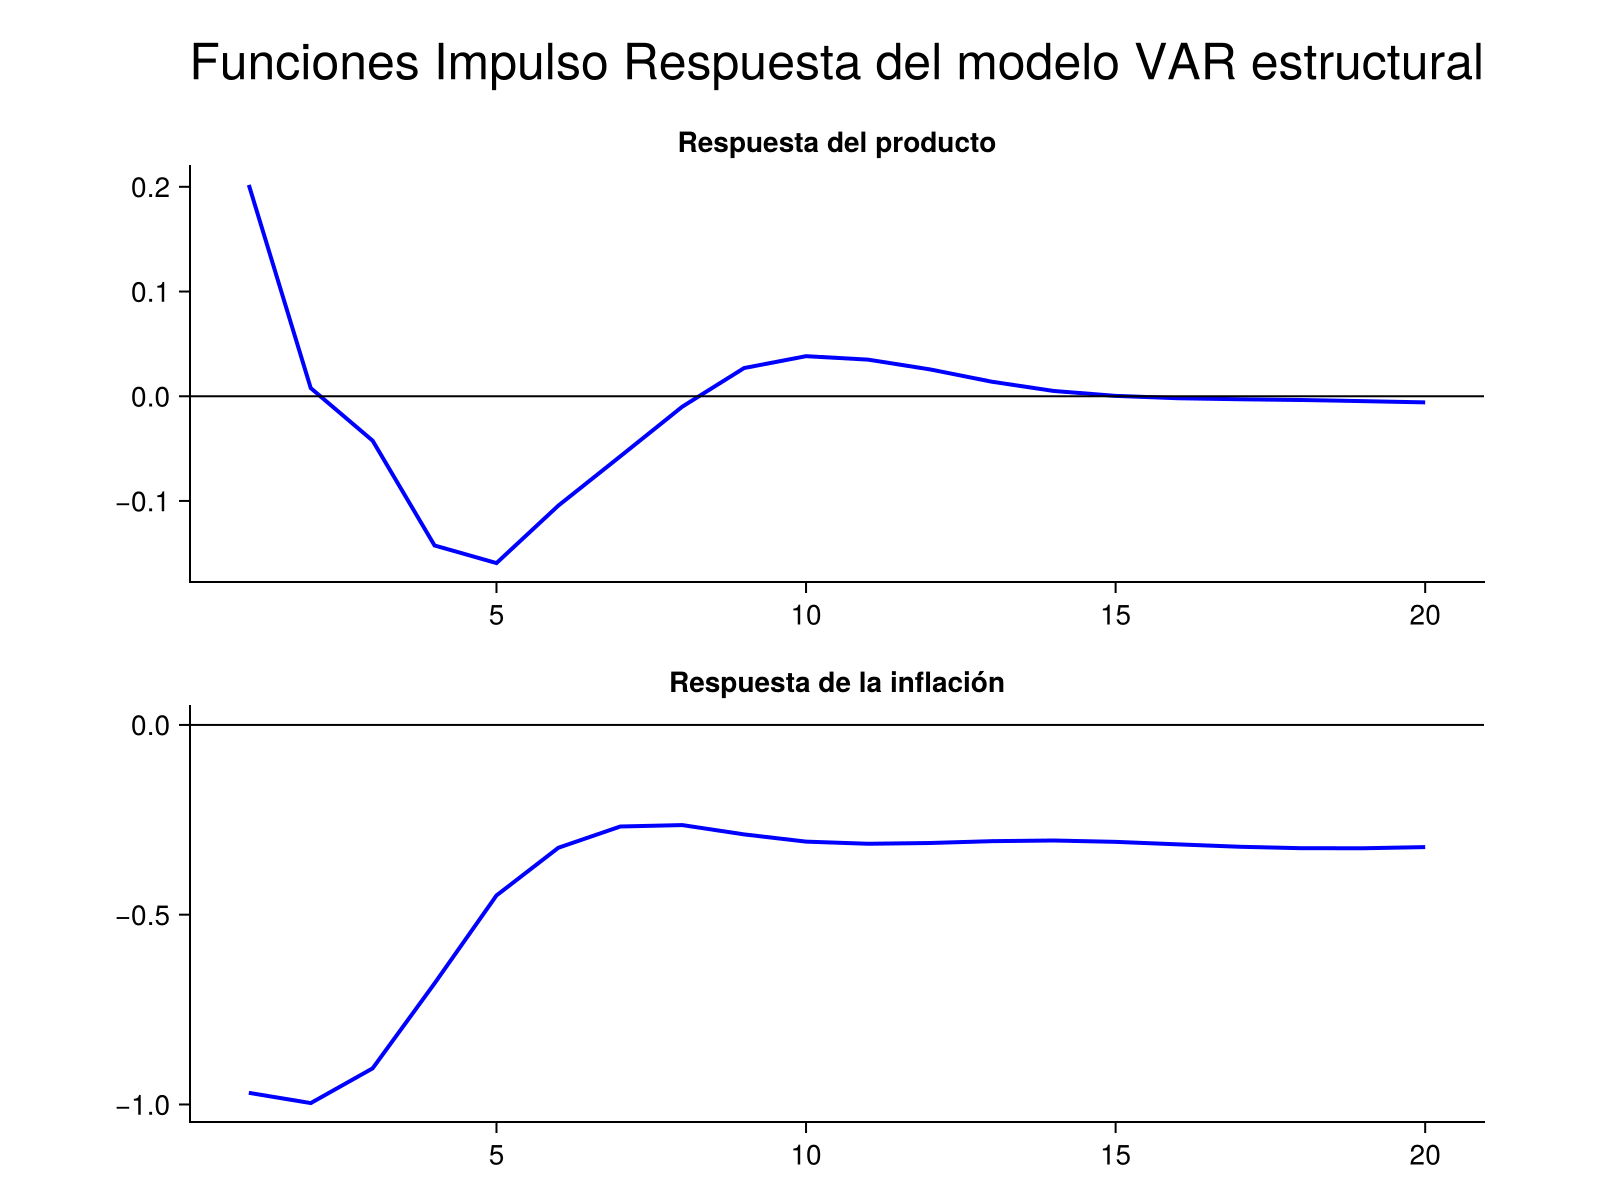 Funciones Impulso Respuesta del modelo VAR estructural
Respuesta del producto
0.2
0.1
0.0
−0.1
5 10 15 20
Respuesta de la inflación
0.0
−0.5
−1.0
5 10 15 20